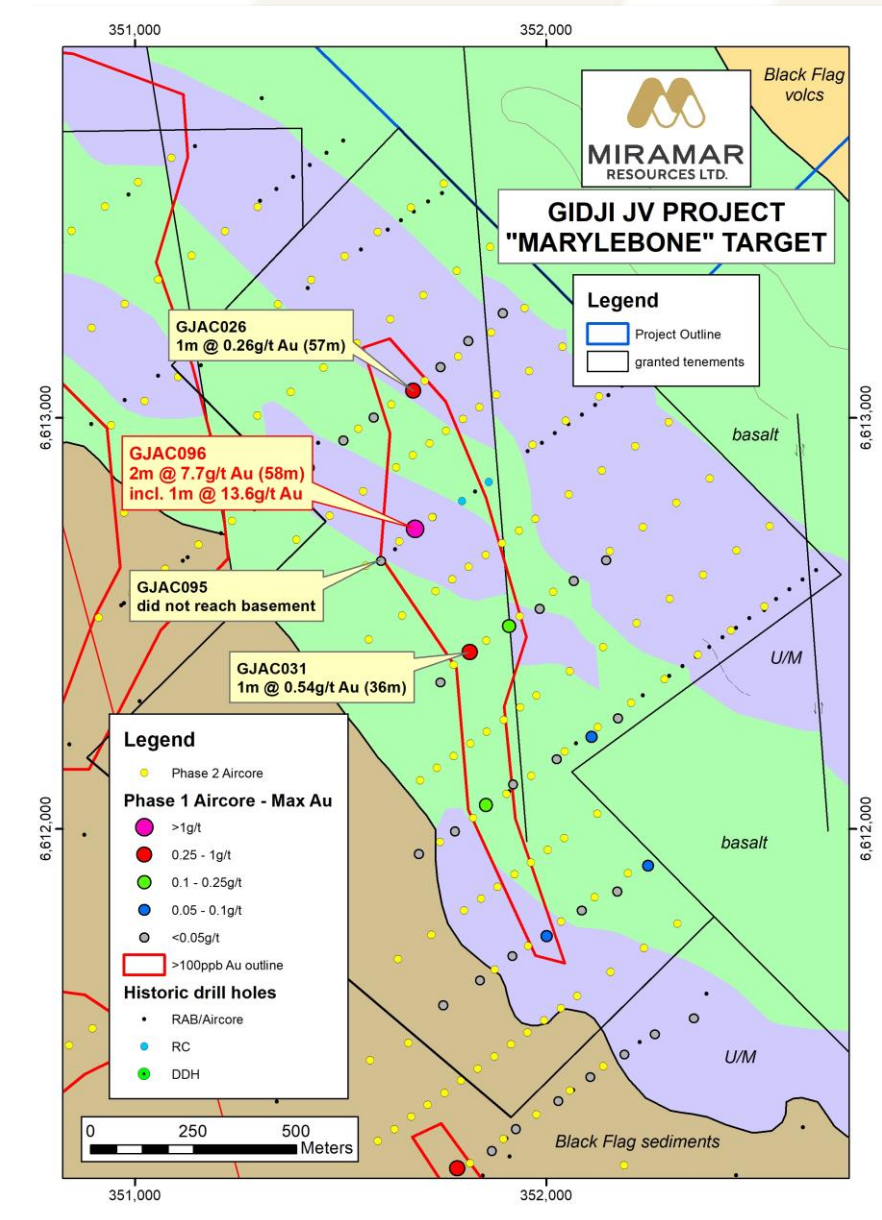 351,000
352,000
Black Flag
volcs
MIRAMAR
RESOURCES LTD.
GIDJI JV PROJECT
"MARYLEBONE" TARGET
Legend
Project Outline
granted tenements
GJAC026
1m @ 0.26g/t Au (57m)
6,613,000
6,613,000
basalt
GJAC096
2m @ 7.7g/t Au (58m)
incl. 1m @ 13.6g/t Au
GJAC095
did not reach basement
GJAC031
1m @ 0.54g/t Au (36m)
U/M
Legend
Phase 2 Aircore
Phase 1 Aircore - Max Au
>1g/t
0.25 - 1g/t
0.1 - 0.25g/t
0.05 - 0.1g/t
<0.05g/t
>100ppb Au outline
Historic drill holes
RAB/Aircore
RC
DDH
6,612,000
6,612,000
basalt
U/M
0 250 500
Meters
Black Flag sediments
351,000
352,000